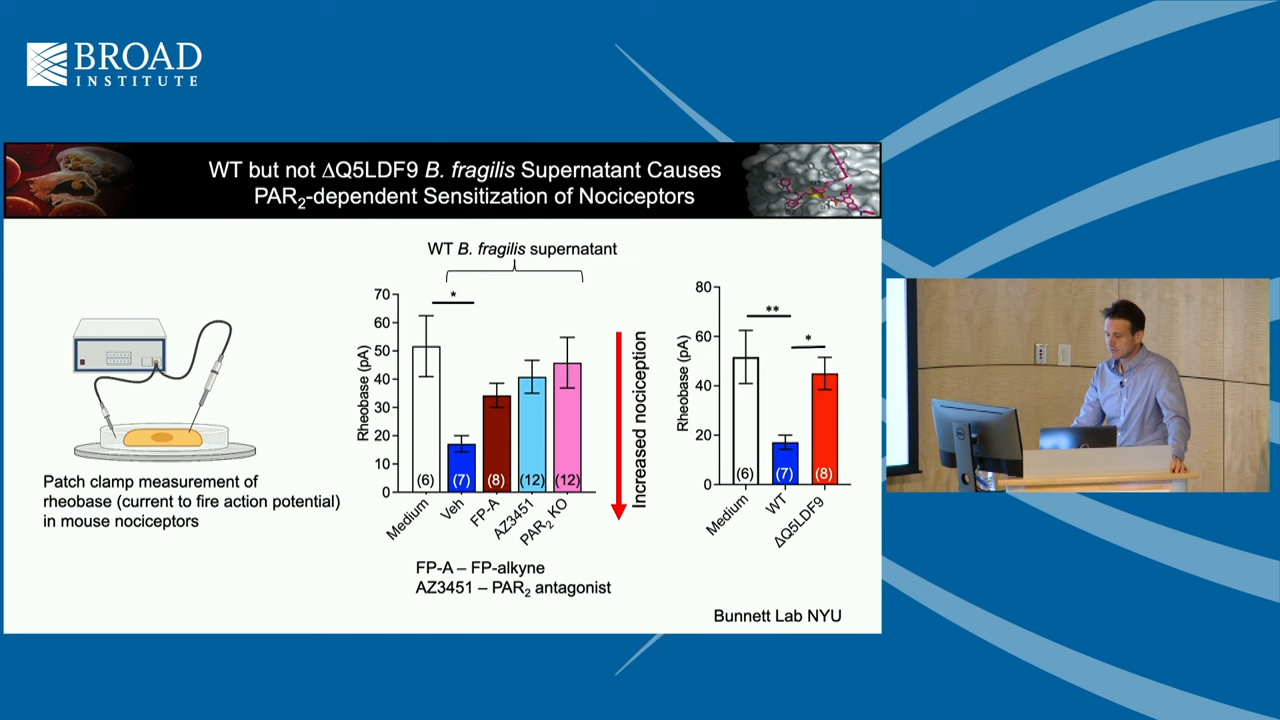 BROAD
INSTITUTE
WT but not ΔQ5LDF9 B. fragilis Supernatant Causes
PAR2-dependent Sensitization of Nociceptors
WT B. fragilis supernatant
Patch clamp measurement of
rheobase (current to fire action potential)
in mouse nociceptors
Rheobase (pA)
70
60
50
40
30
20
10
0
*
(6)
(7)
(8)
(12)
(12)
Medium
Veh
FP-A
AZ3451
PAR2 KO
Increased nociception
Rheobase (pA)
80
60
40
20
0
**
*
(6)
(7)
(8)
Medium
WT
ΔQ5LDF9
FP-A – FP-alkyne
AZ3451 – PAR2 antagonist
Bunnett Lab NYU
DELL